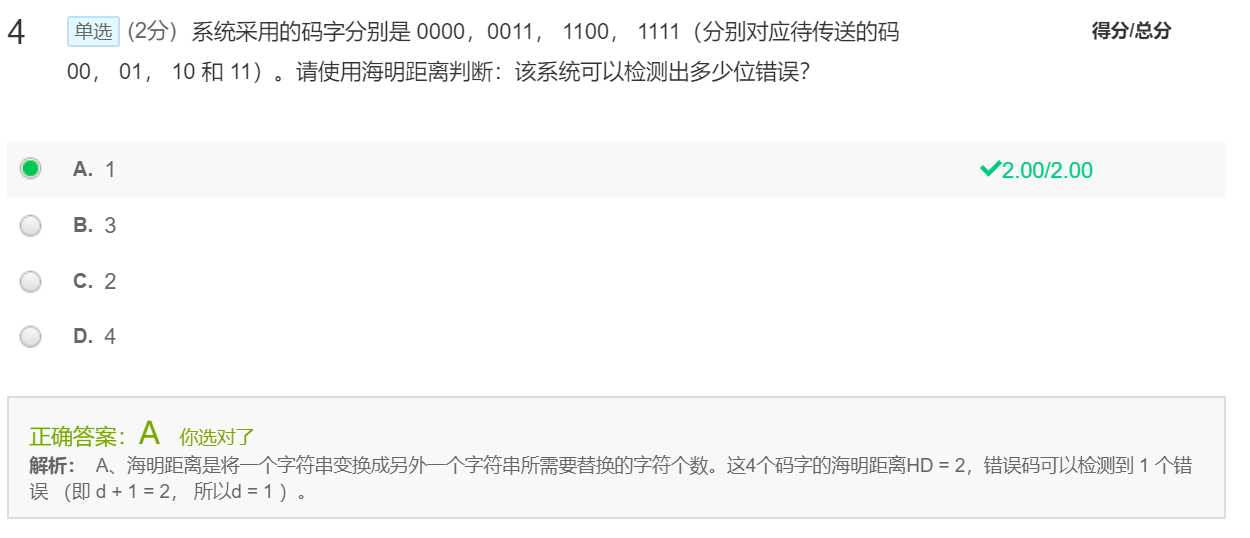 4 单选 (2分) 系统采用的码字分别是 0000，0011， 1100， 1111（分别对应待传送的码 得分/总分
00， 01， 10 和 11）。请使用海明距离判断：该系统可以检测出多少位错误？
A. 1 2.00/2.00
B. 3
C. 2
D. 4
正确答案：A 你选对了
解析： A、海明距离是将一个字符串变换成另外一个字符串所需要替换的字符个数。这4个码字的海明距离HD = 2，错误码可以检测到 1 个错
误 （即 d + 1 = 2， 所以d = 1 ）。